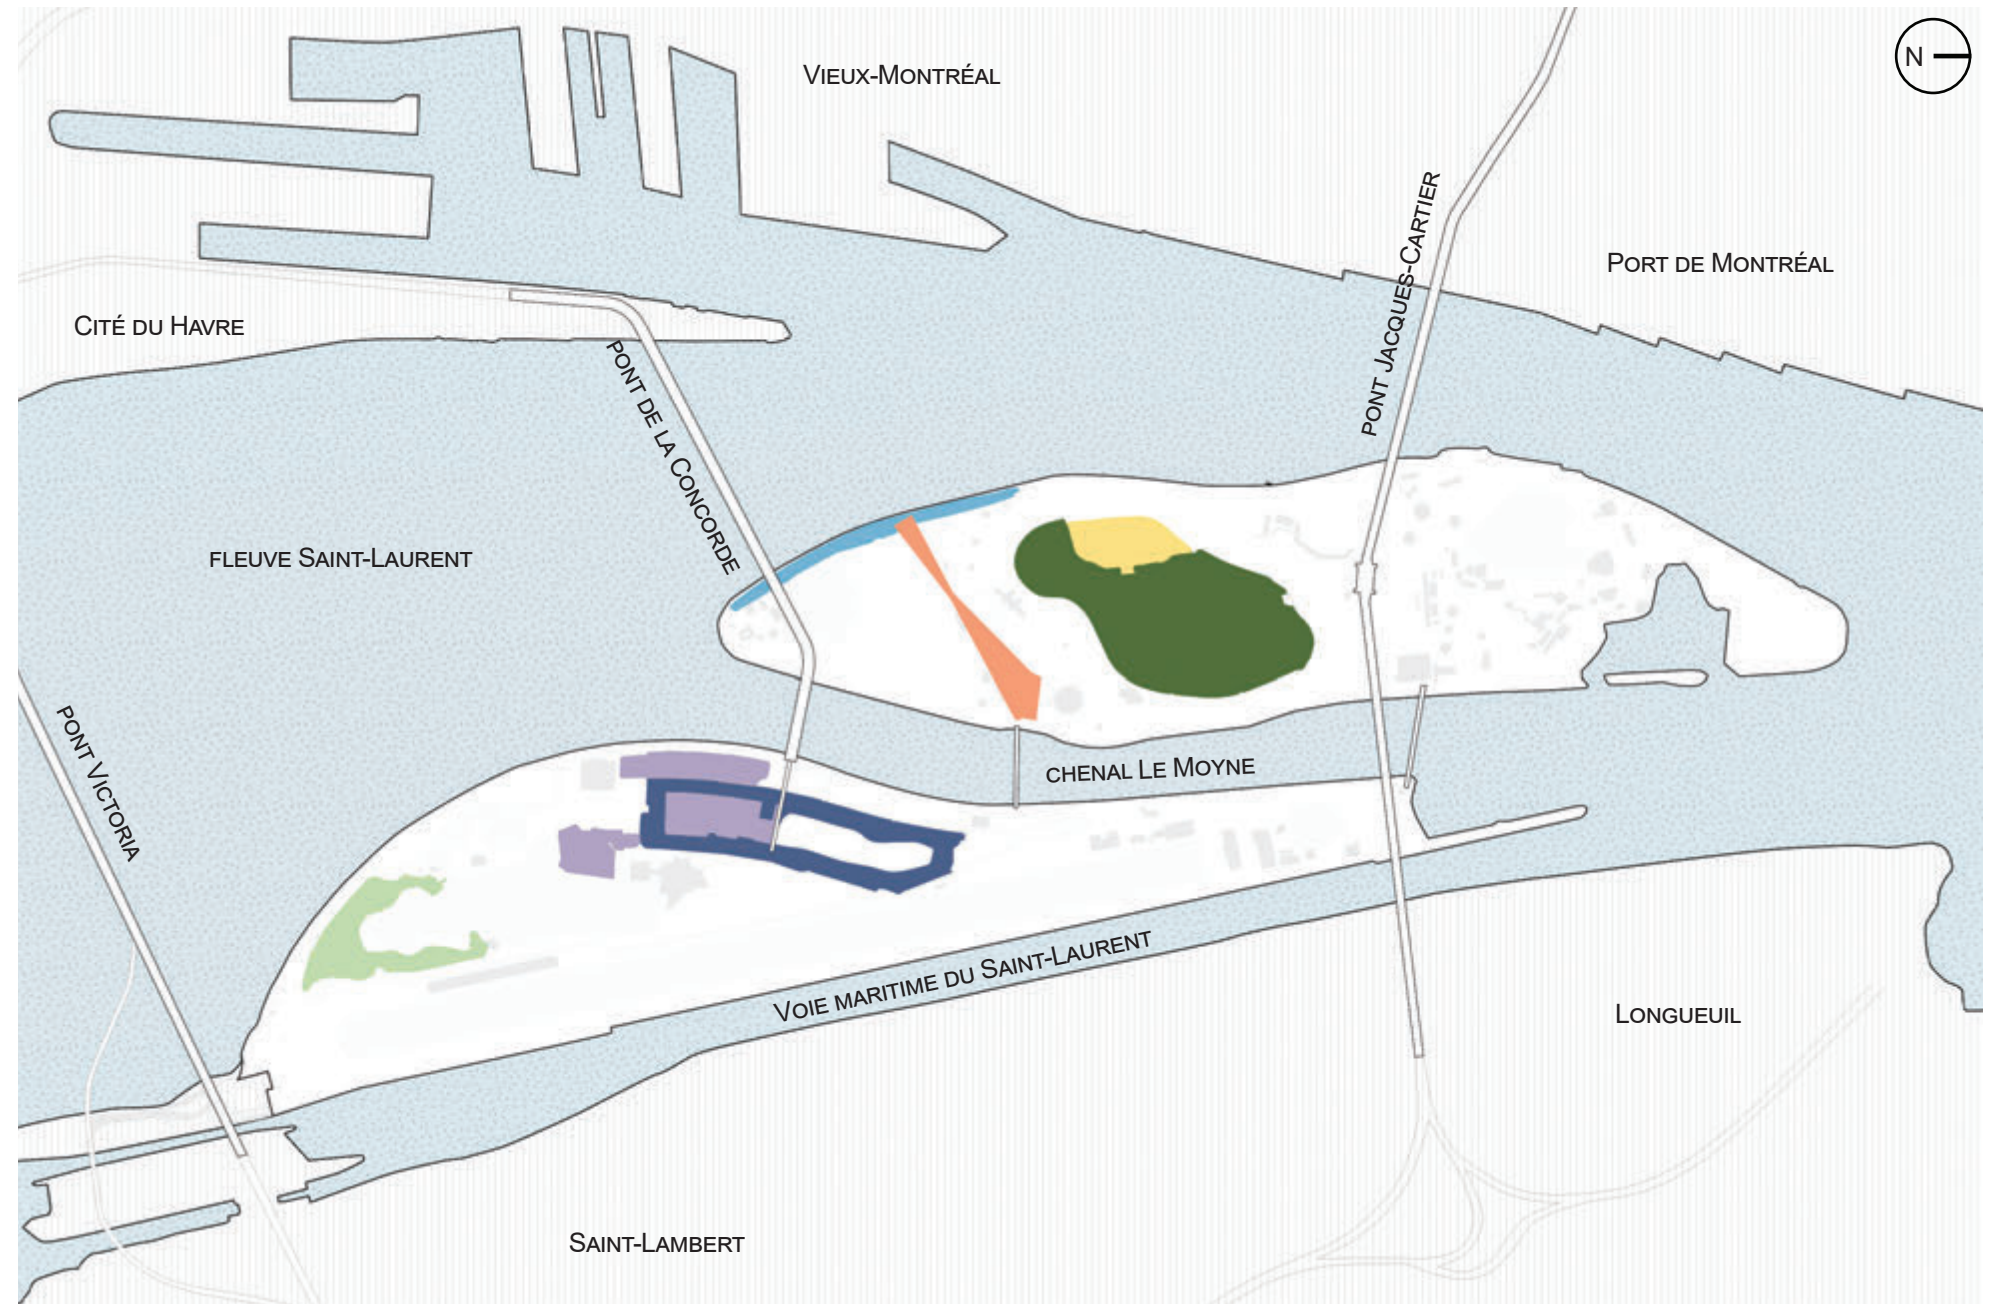 N
Vieux-Montréal
Port de Montréal
Cité du Havre
pont Jacques-Cartier
pont de la Concorde
fleuve Saint-Laurent
pont Victoria
chenal Le Moyne
Voie maritime du Saint-Laurent
Longueuil
Saint-Lambert